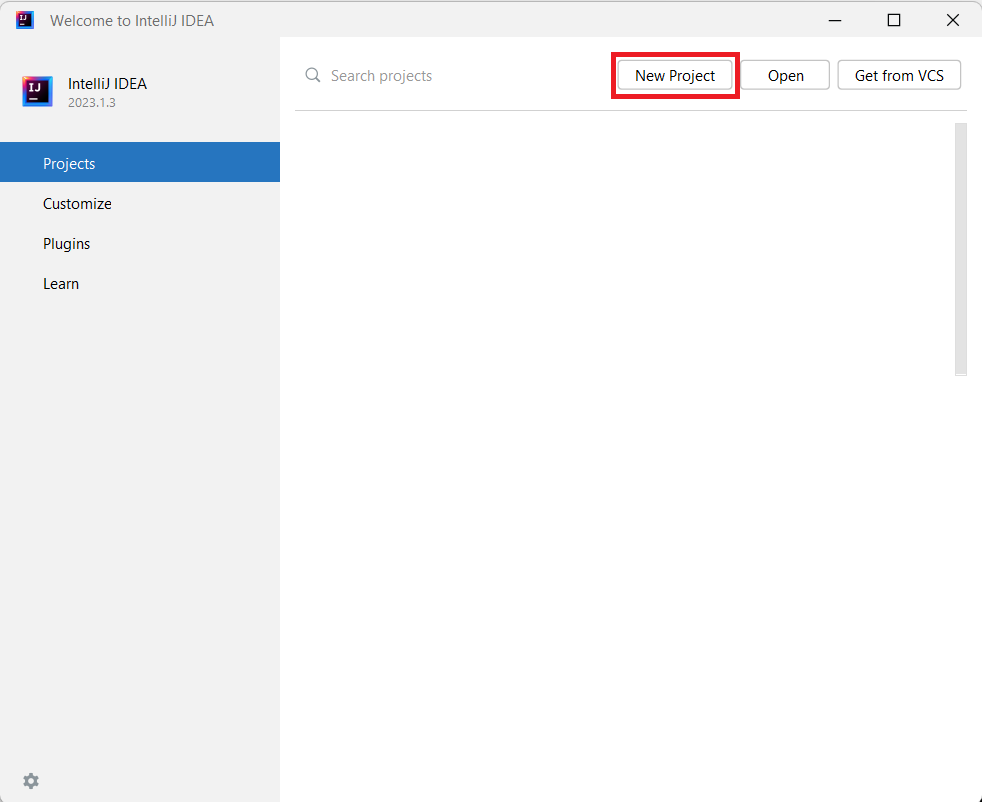 Welcome to IntelliJ IDEA
IntelliJ IDEA
2023.1.3
Search projects
New Project
Open
Get from VCS
Projects
Customize
Plugins
Learn